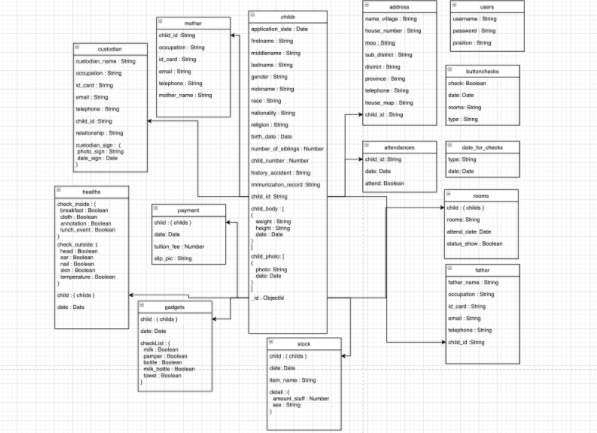 mother
child_id :String
occupation : String
id_card : String
email : String
telephone : String
mother_name : String
custodian
custodian_name : String
occupation : String
id_card : String
email : String
telephone : String
child_id :String
relationship : String
custodian_sign : {
photo_sign : String
date_sign : Date
}
healths
check_inside : {
breakfast : Boolean
cloth : Boolean
annotation : Boolean
lunch_event : Boolean
}
check_outside: {
head : Boolean
ear : Boolean
nail : Boolean
skin : Boolean
temperature : Boolean
}
child : { childs }
date : Date
payment
child : { childs }
date: Date
tuition_fee : Number
slip_pic : String
gadgets
child : { childs }
date: Date
checkList : {
milk : Boolean
pamper : Boolean
bottle : Boolean
milk_bottle : Boolean
towel : Boolean
}
childs
application_date : Date
firstname : String
middlename : String
lastname : String
gender : String
nickname : String
race : String
nationality : String
religion : String
birth_date : Date
number_of_siblings : Number
child_number : Number
history_accident : String
immunization_record :String
child_id: String
child_body : [
{
weight : String
height : String
date : Date
}
]
child_photo: [
{
photo: String
date: Date
}
]
_id : ObjectId
stock
child : { childs }
date: Date
item_name : String
detail : {
amount_stuff : Number
sex : String
}
address
name_village : String
house_number : String
moo : String
sub_district : String
district : String
province : String
telephone : String
house_map : String
child_id : String
attendances
child_id :String
date: Date
attend: Boolean
users
username : String
password : String
position : String
buttonchecks
check: Boolean
date: Date
rooms: String
type : String
date_for_checks
type: String
date: Date
rooms
child : { childs }
rooms: String
attend_date: Date
status_show : Boolean
father
father_name : String
occupation : String
id_card : String
email : String
telephone : String
child_id :String